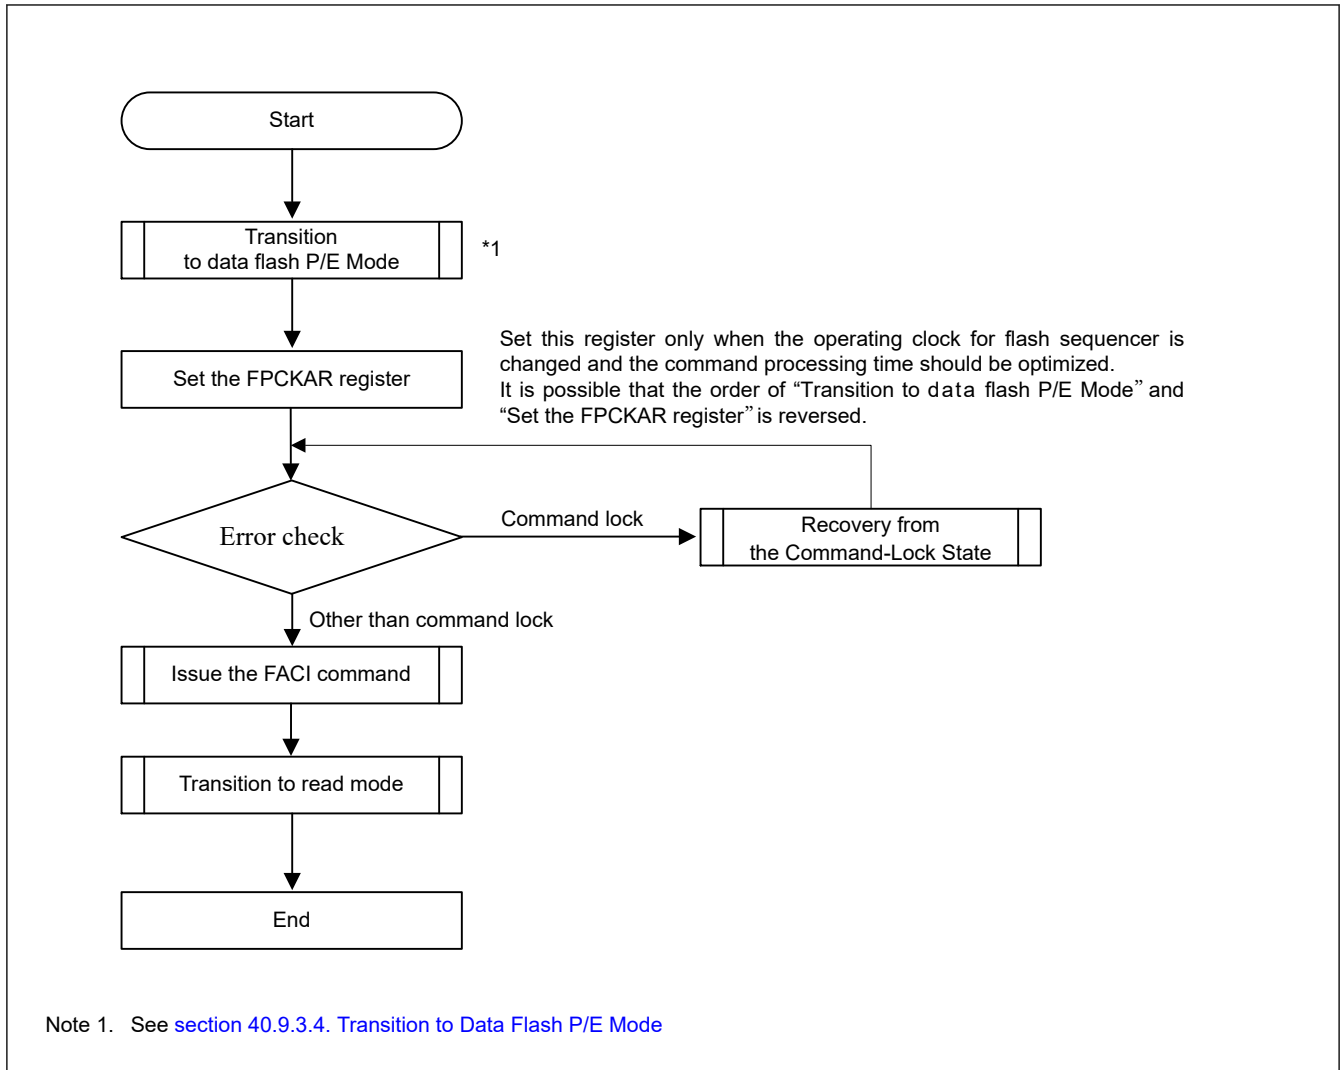 Start
Transition
to data flash P/E Mode
*1
Set the FPCKAR register
Set this register only when the operating clock for flash sequencer is
changed and the command processing time should be optimized.
It is possible that the order of “Transition to data flash P/E Mode” and
“Set the FPCKAR register” is reversed.
Error check
Command lock
Recovery from
the Command-Lock State
Other than command lock
Issue the FACI command
Transition to read mode
End
Note 1. See section 40.9.3.4. Transition to Data Flash P/E Mode